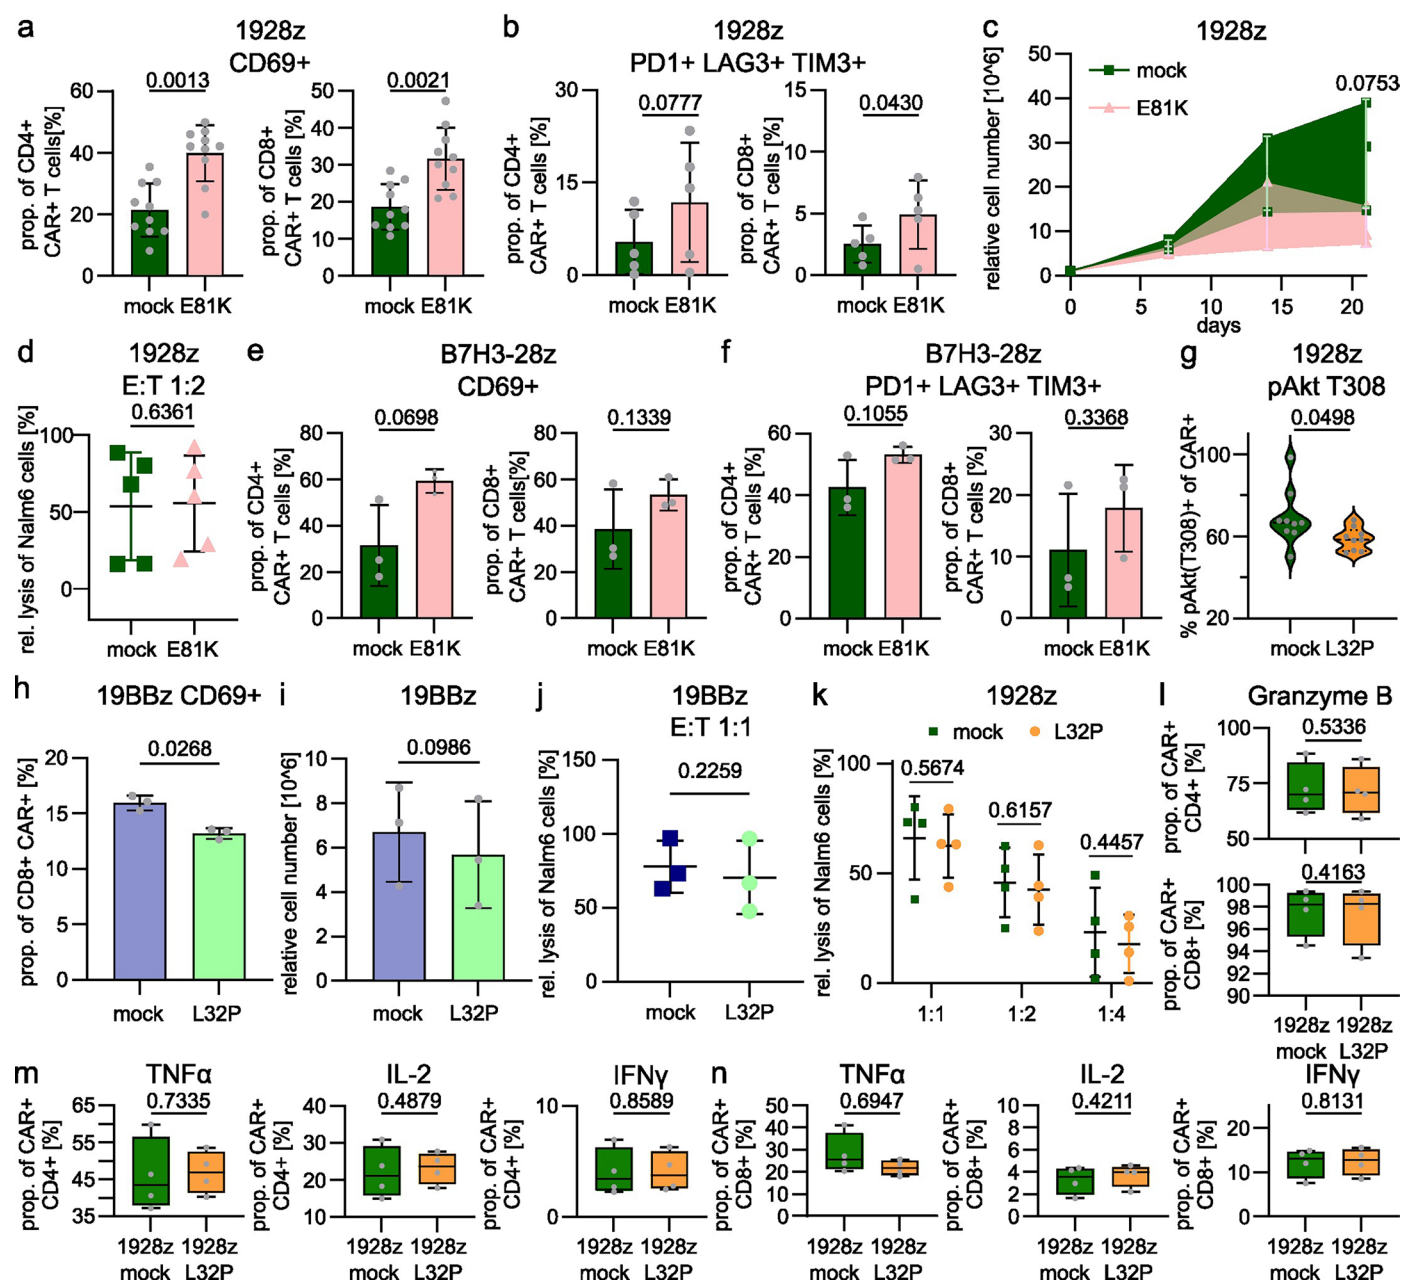 a
1928z
CD69+
prop. of CD4+
CAR+ T cells[%]
60
40
20
0
0.0013
mock E81K
prop. of CD8+
CAR+ T cells [%]
50
40
30
20
10
0
0.0021
mock E81K
b
1928z
PD1+ LAG3+ TIM3+
prop. of CD4+
CAR+ T cells [%]
30
15
0
0.0777
mock E81K
prop. of CD8+
CAR+ T cells [%]
15
10
5
0
0.0430
mock E81K
c
1928z
relative cell number [10^6]
50
40
30
20
10
0
mock
E81K
0.0753
0 5 10 15 20
days
d
1928z
E:T 1:2
rel. lysis of Nalm6 cells [%]
100
50
0
0.6361
mock E81K
e
B7H3-28z
CD69+
prop. of CD4+
CAR+ T cells [%]
80
60
40
20
0
0.0698
mock E81K
prop. of CD8+
CAR+ T cells[%]
80
60
40
20
0
0.1339
mock E81K
f
B7H3-28z
PD1+ LAG3+ TIM3+
prop. of CD4+
CAR+ T cells [%]
60
40
20
0
0.1055
mock E81K
prop. of CD8+
CAR+ T cells [%]
30
20
10
0
0.3368
mock E81K
g
1928z
pAkt T308
% pAkt(T308)+ of CAR+
100
60
20
0.0498
mock L32P
h
19BBz CD69+
prop. of CD8+ CAR+ [%]
20
15
10
5
0
0.0268
mock L32P
i
19BBz
relative cell number [10^6]
10
8
6
4
2
0
0.0986
mock L32P
j
19BBz
E:T 1:1
rel. lysis of Nalm6 cells [%]
150
100
50
0
0.2259
mock L32P
k
1928z
mock L32P
rel. lysis of Nalm6 cells [%]
100
50
0
0.5674
0.6157
0.4457
1:1 1:2 1:4
l
Granzyme B
prop. of CAR+
CD4+ [%]
100
75
50
0.5336
prop. of CAR+
CD8+ [%]
100
98
96
94
92
90
0.4163
1928z 1928z
mock L32P
m
TNFα
prop. of CAR+
CD4+ [%]
65
55
45
35
0.7335
1928z 1928z
mock L32P
IL-2
prop. of CAR+
CD4+ [%]
40
30
20
10
0.4879
1928z 1928z
mock L32P
IFNγ
prop. of CAR+
CD4+ [%]
10
0
0.8589
1928z 1928z
mock L32P
n
TNFα
prop. of CAR+
CD8+ [%]
50
40
30
20
10
0
0.6947
1928z 1928z
mock L32P
IL-2
prop. of CAR+
CD8+ [%]
10
8
6
4
2
0
0.4211
1928z 1928z
mock L32P
IFNγ
prop. of CAR+
CD8+ [%]
20
10
0
0.8131
1928z 1928z
mock L32P